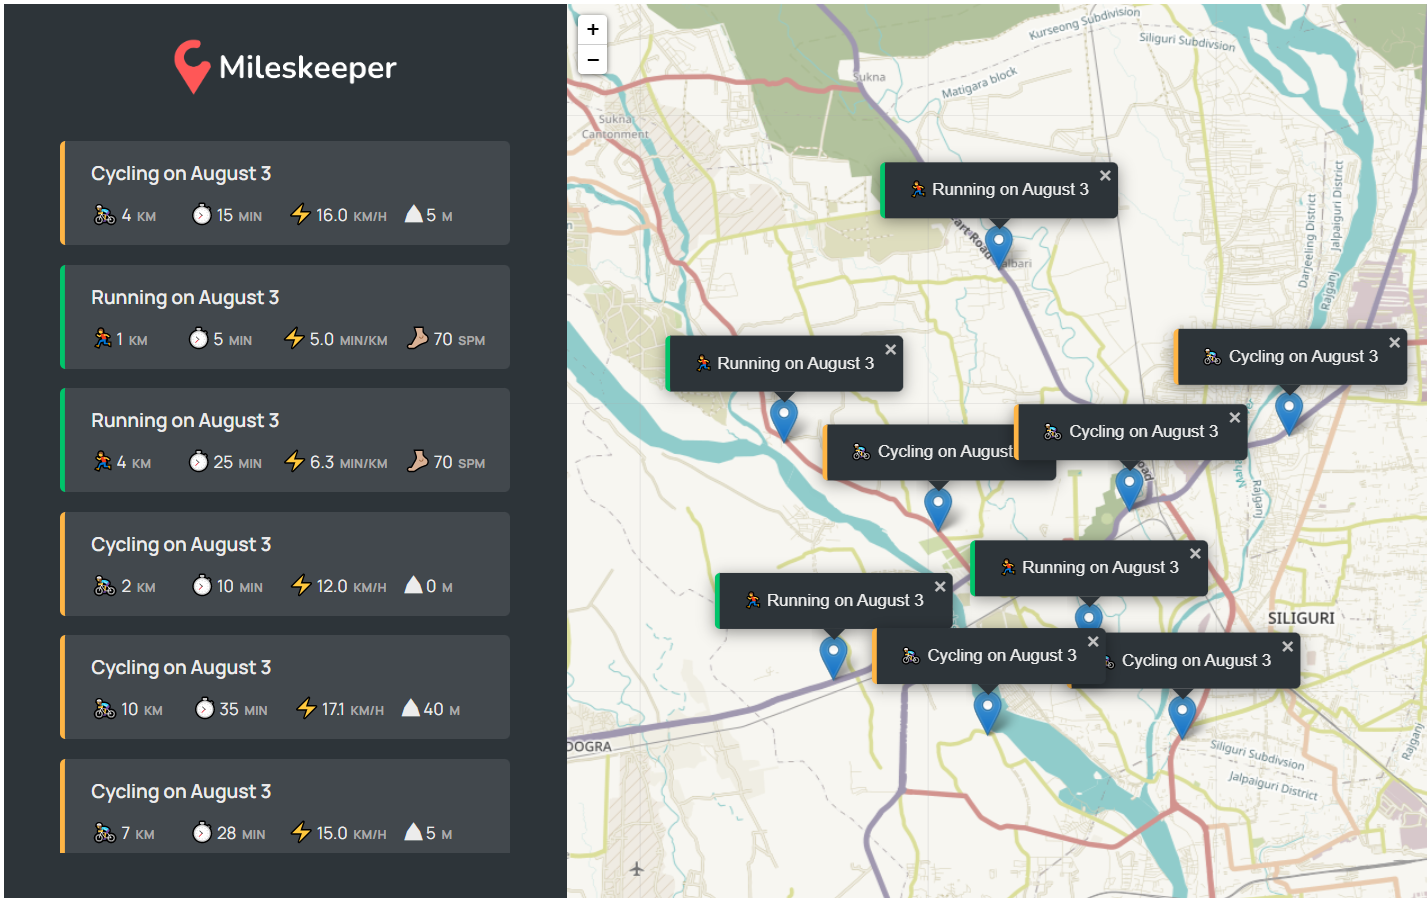 Mileskeeper
Cycling on August 3
4 KM 15 MIN 16.0 KM/H 5 M
Running on August 3
1 KM 5 MIN 5.0 MIN/KM 70 SPM
Running on August 3
4 KM 25 MIN 6.3 MIN/KM 70 SPM
Cycling on August 3
2 KM 10 MIN 12.0 KM/H 0 M
Cycling on August 3
10 KM 35 MIN 17.1 KM/H 40 M
Cycling on August 3
7 KM 28 MIN 15.0 KM/H 5 M
+
−
Kurseong Subdivision
Siliguri Subdivsion
Sukna
Matigara block
Sukna
Cantonment
Running on August 3 ×
art Road
albari
Darjeeling District
Jalpaiguri District
Rajganj
Running on August 3 ×
Cycling on August 3 ×
Cycling on August
Cycling on August 3 ×
oad
Rajganj
Running on August 3 ×
Running on August 3 ×
SILIGURI
Cycling on August 3 ×
Cycling on August 3 ×
DOGRA
Siliguri Subdivsion
Jalpaiguri District
Rajganj